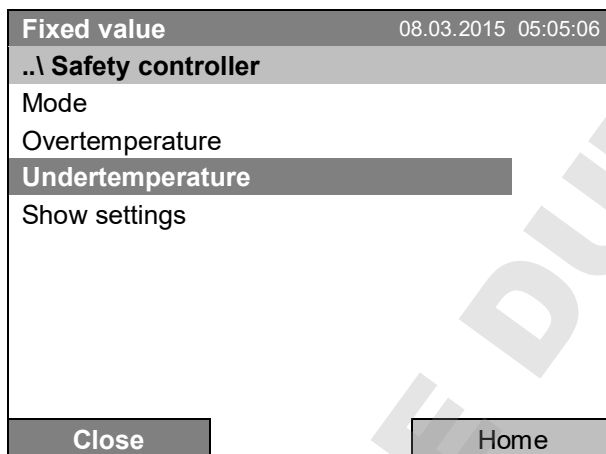 Fixed value 08.03.2015 05:05:06
..\ Safety controller
Mode
Overtemperature
Undertemperature
Show settings
Close Home